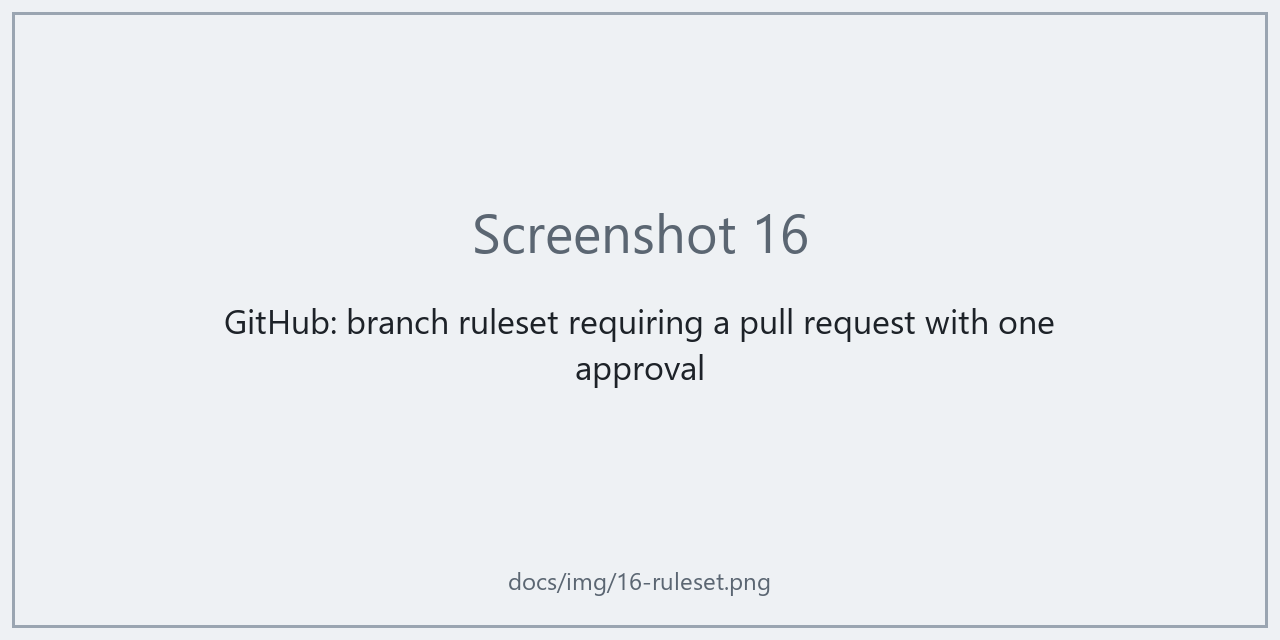 Screenshot 16
GitHub: branch ruleset requiring a pull request with one
approval
docs/img/16-ruleset.png